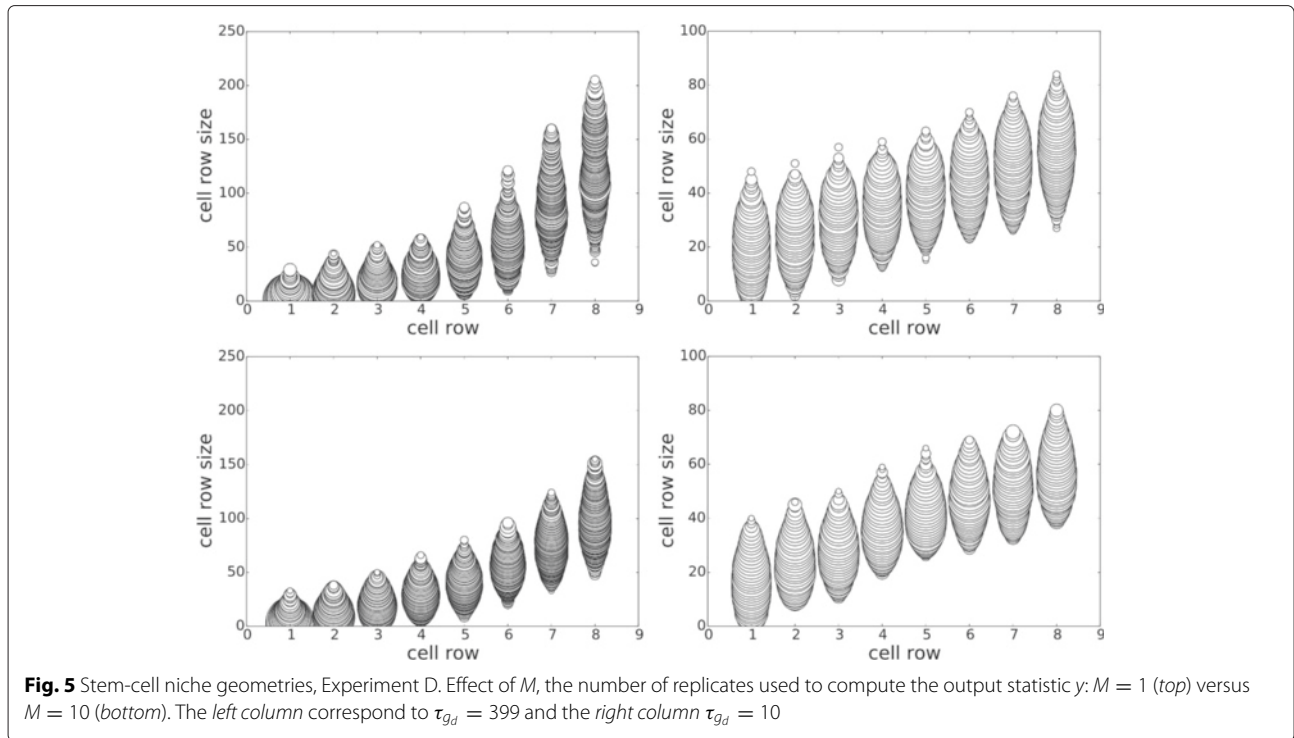 250
200
150
100
50
0
cell row size
0 1 2 3 4 5 6 7 8 9
cell row
100
80
60
40
20
0
cell row size
0 1 2 3 4 5 6 7 8 9
cell row
250
200
150
100
50
0
cell row size
0 1 2 3 4 5 6 7 8 9
cell row
100
80
60
40
20
0
cell row size
0 1 2 3 4 5 6 7 8 9
cell row
Fig. 5 Stem-cell niche geometries, Experiment D. Effect of M, the number of replicates used to compute the output statistic y: M = 1 (top) versus
M = 10 (bottom). The left column correspond to τ_{g_d} = 399 and the right column τ_{g_d} = 10